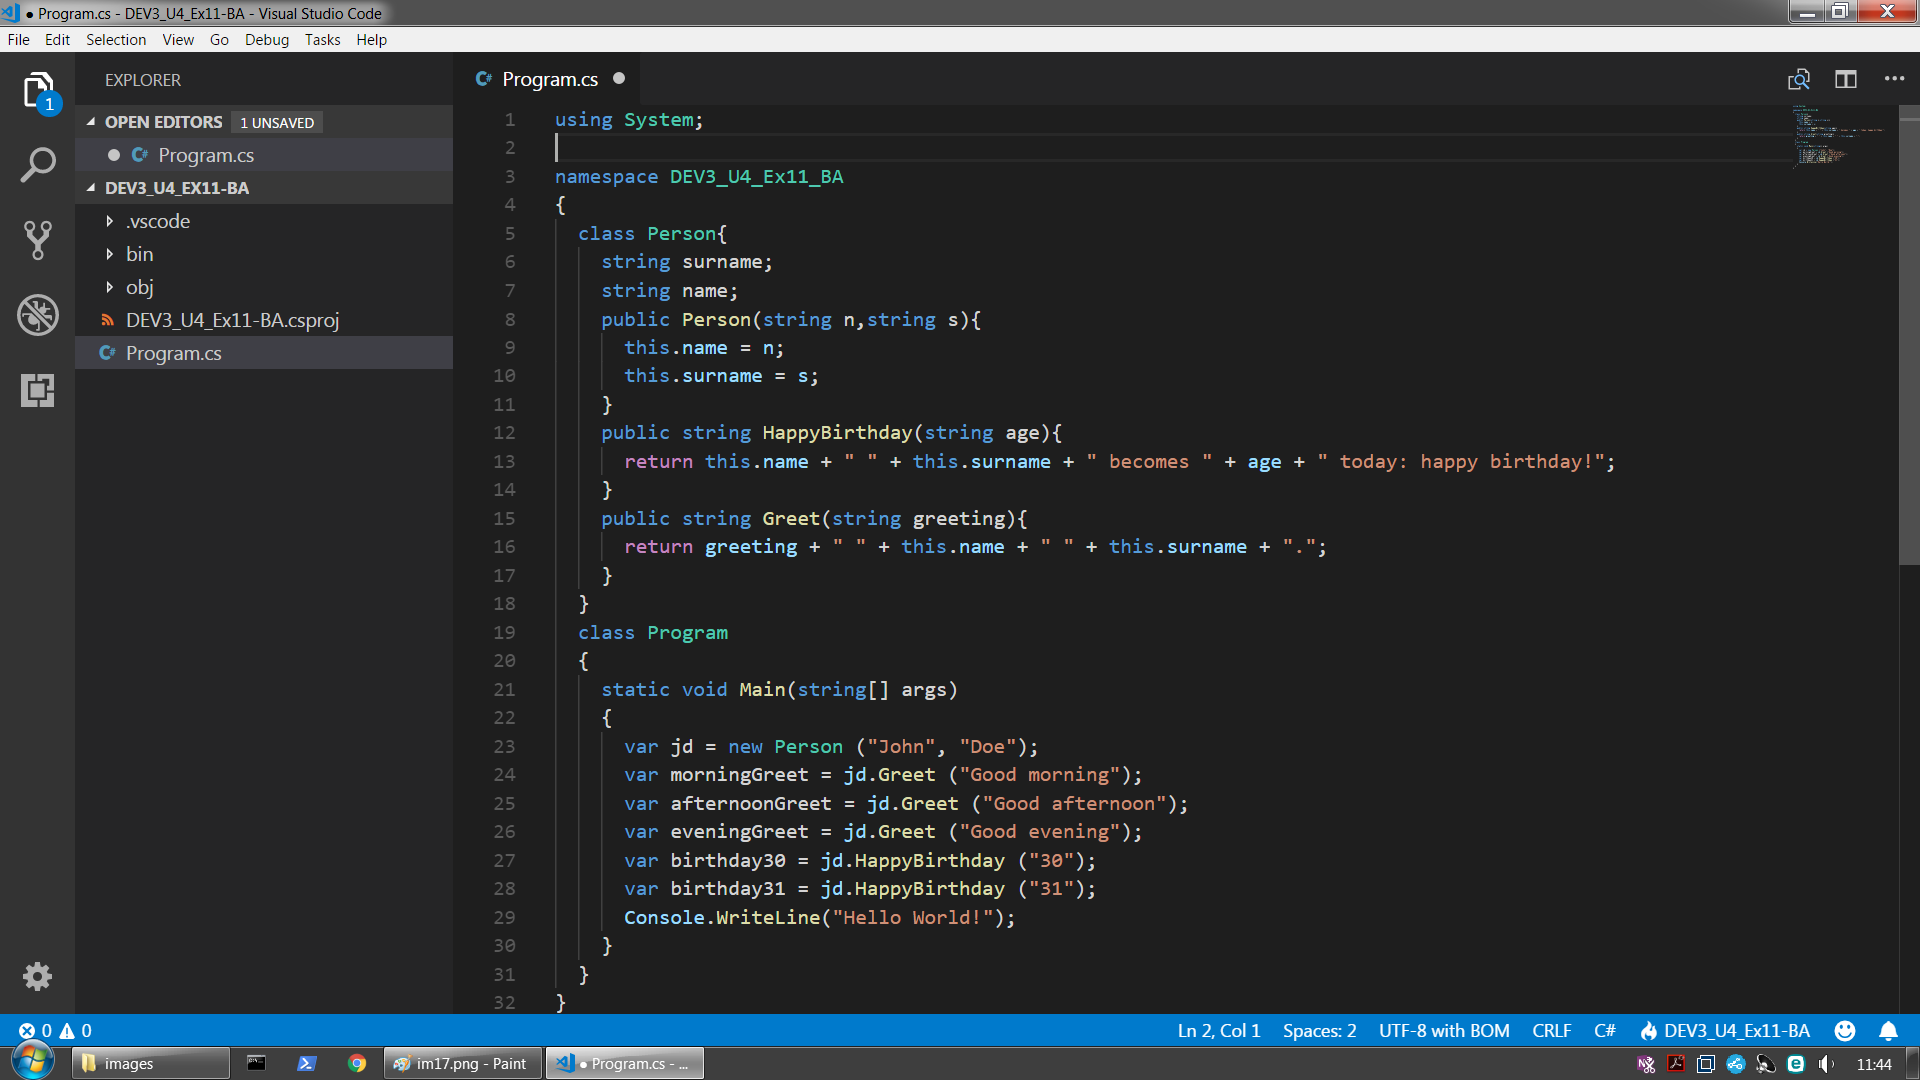 ● Program.cs - DEV3_U4_Ex11-BA - Visual Studio Code
File Edit Selection View Go Debug Tasks Help
EXPLORER
1
OPEN EDITORS 1 UNSAVED
Program.cs
DEV3_U4_EX11-BA
.vscode
bin
obj
DEV3_U4_Ex11-BA.csproj
C# Program.cs
C# Program.cs ●
1 using System;
2
3 namespace DEV3_U4_Ex11_BA
4 {
5 class Person{
6 string surname;
7 string name;
8 public Person(string n,string s){
9 this.name = n;
10 this.surname = s;
11 }
12 public string HappyBirthday(string age){
13 return this.name + " " + this.surname + " becomes " + age + " today: happy birthday!";
14 }
15 public string Greet(string greeting){
16 return greeting + " " + this.name + " " + this.surname + ".";
17 }
18 }
19 class Program
20 {
21 static void Main(string[] args)
22 {
23 var jd = new Person ("John", "Doe");
24 var morningGreet = jd.Greet ("Good morning");
25 var afternoonGreet = jd.Greet ("Good afternoon");
26 var eveningGreet = jd.Greet ("Good evening");
27 var birthday30 = jd.HappyBirthday ("30");
28 var birthday31 = jd.HappyBirthday ("31");
29 Console.WriteLine("Hello World!");
30 }
31 }
32 }
0 0 Ln 2, Col 1 Spaces: 2 UTF-8 with BOM CRLF C# DEV3_U4_Ex11-BA
images im17.png - Paint ● Program.cs - ... 11:44